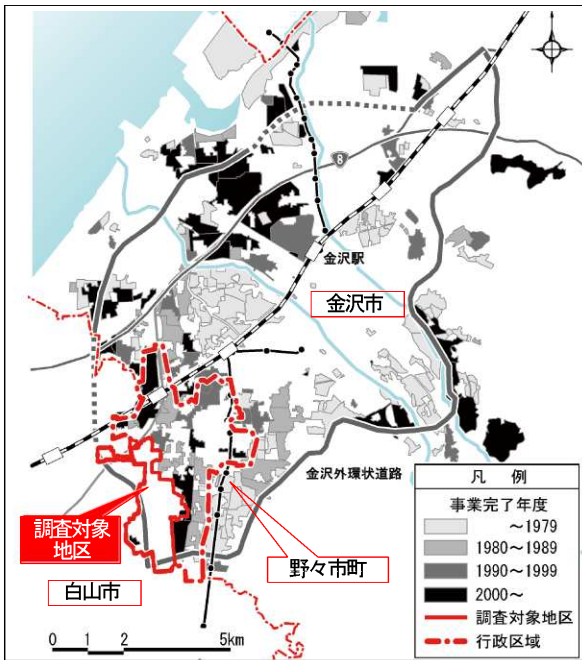 8
金沢駅
金沢市
金沢外環状道路
調査対象
地区
野々市町
白山市
0 1 2 5km
凡 例
事業完了年度
～1979
1980～1989
1990～1999
2000～
調査対象地区
行政区域